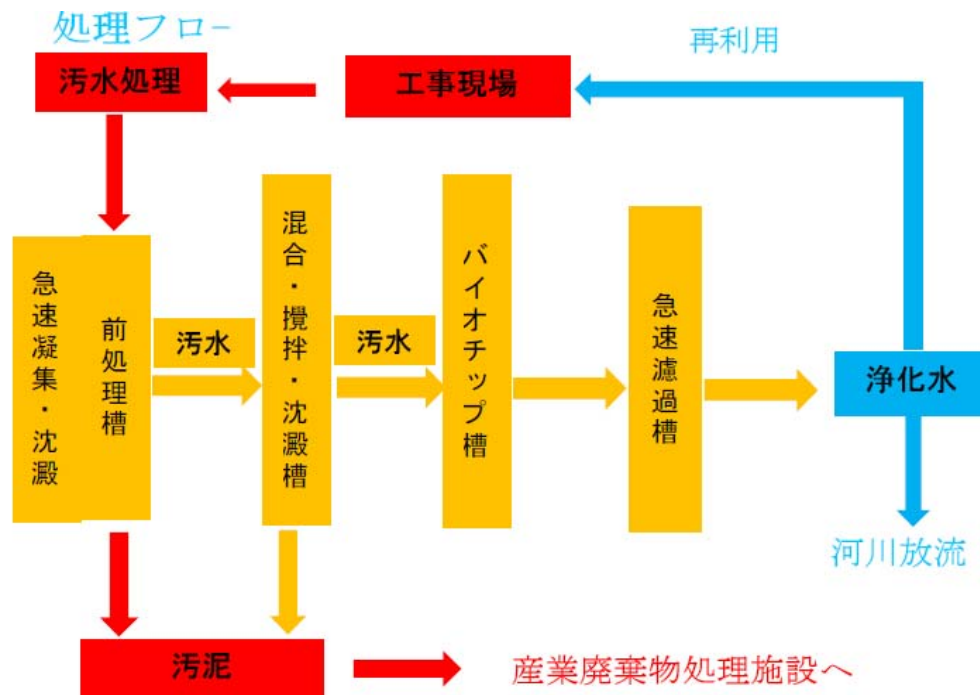 処理フロー
再利用
汚水処理
工事現場
急速凝集・沈澱
前処理槽
汚水
混合・攪拌・沈澱槽
汚水
バイオチップ槽
急速濾過槽
浄化水
河川放流
汚泥
産業廃棄物処理施設へ